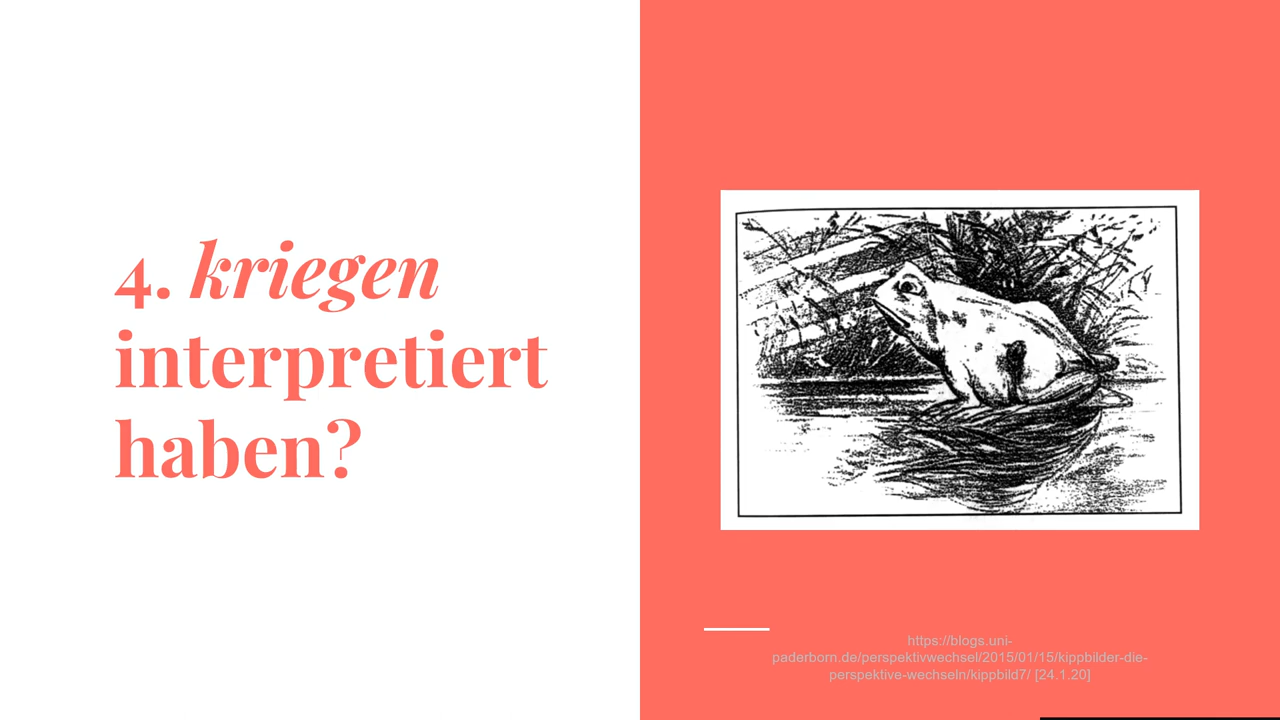 4. kriegen
interpretiert
haben?
https://blogs.uni-
paderborn.de/perspektivwechsel/2015/01/15/kippbilder-die-
perspektive-wechseln/kippbild7/ [24.1.20]